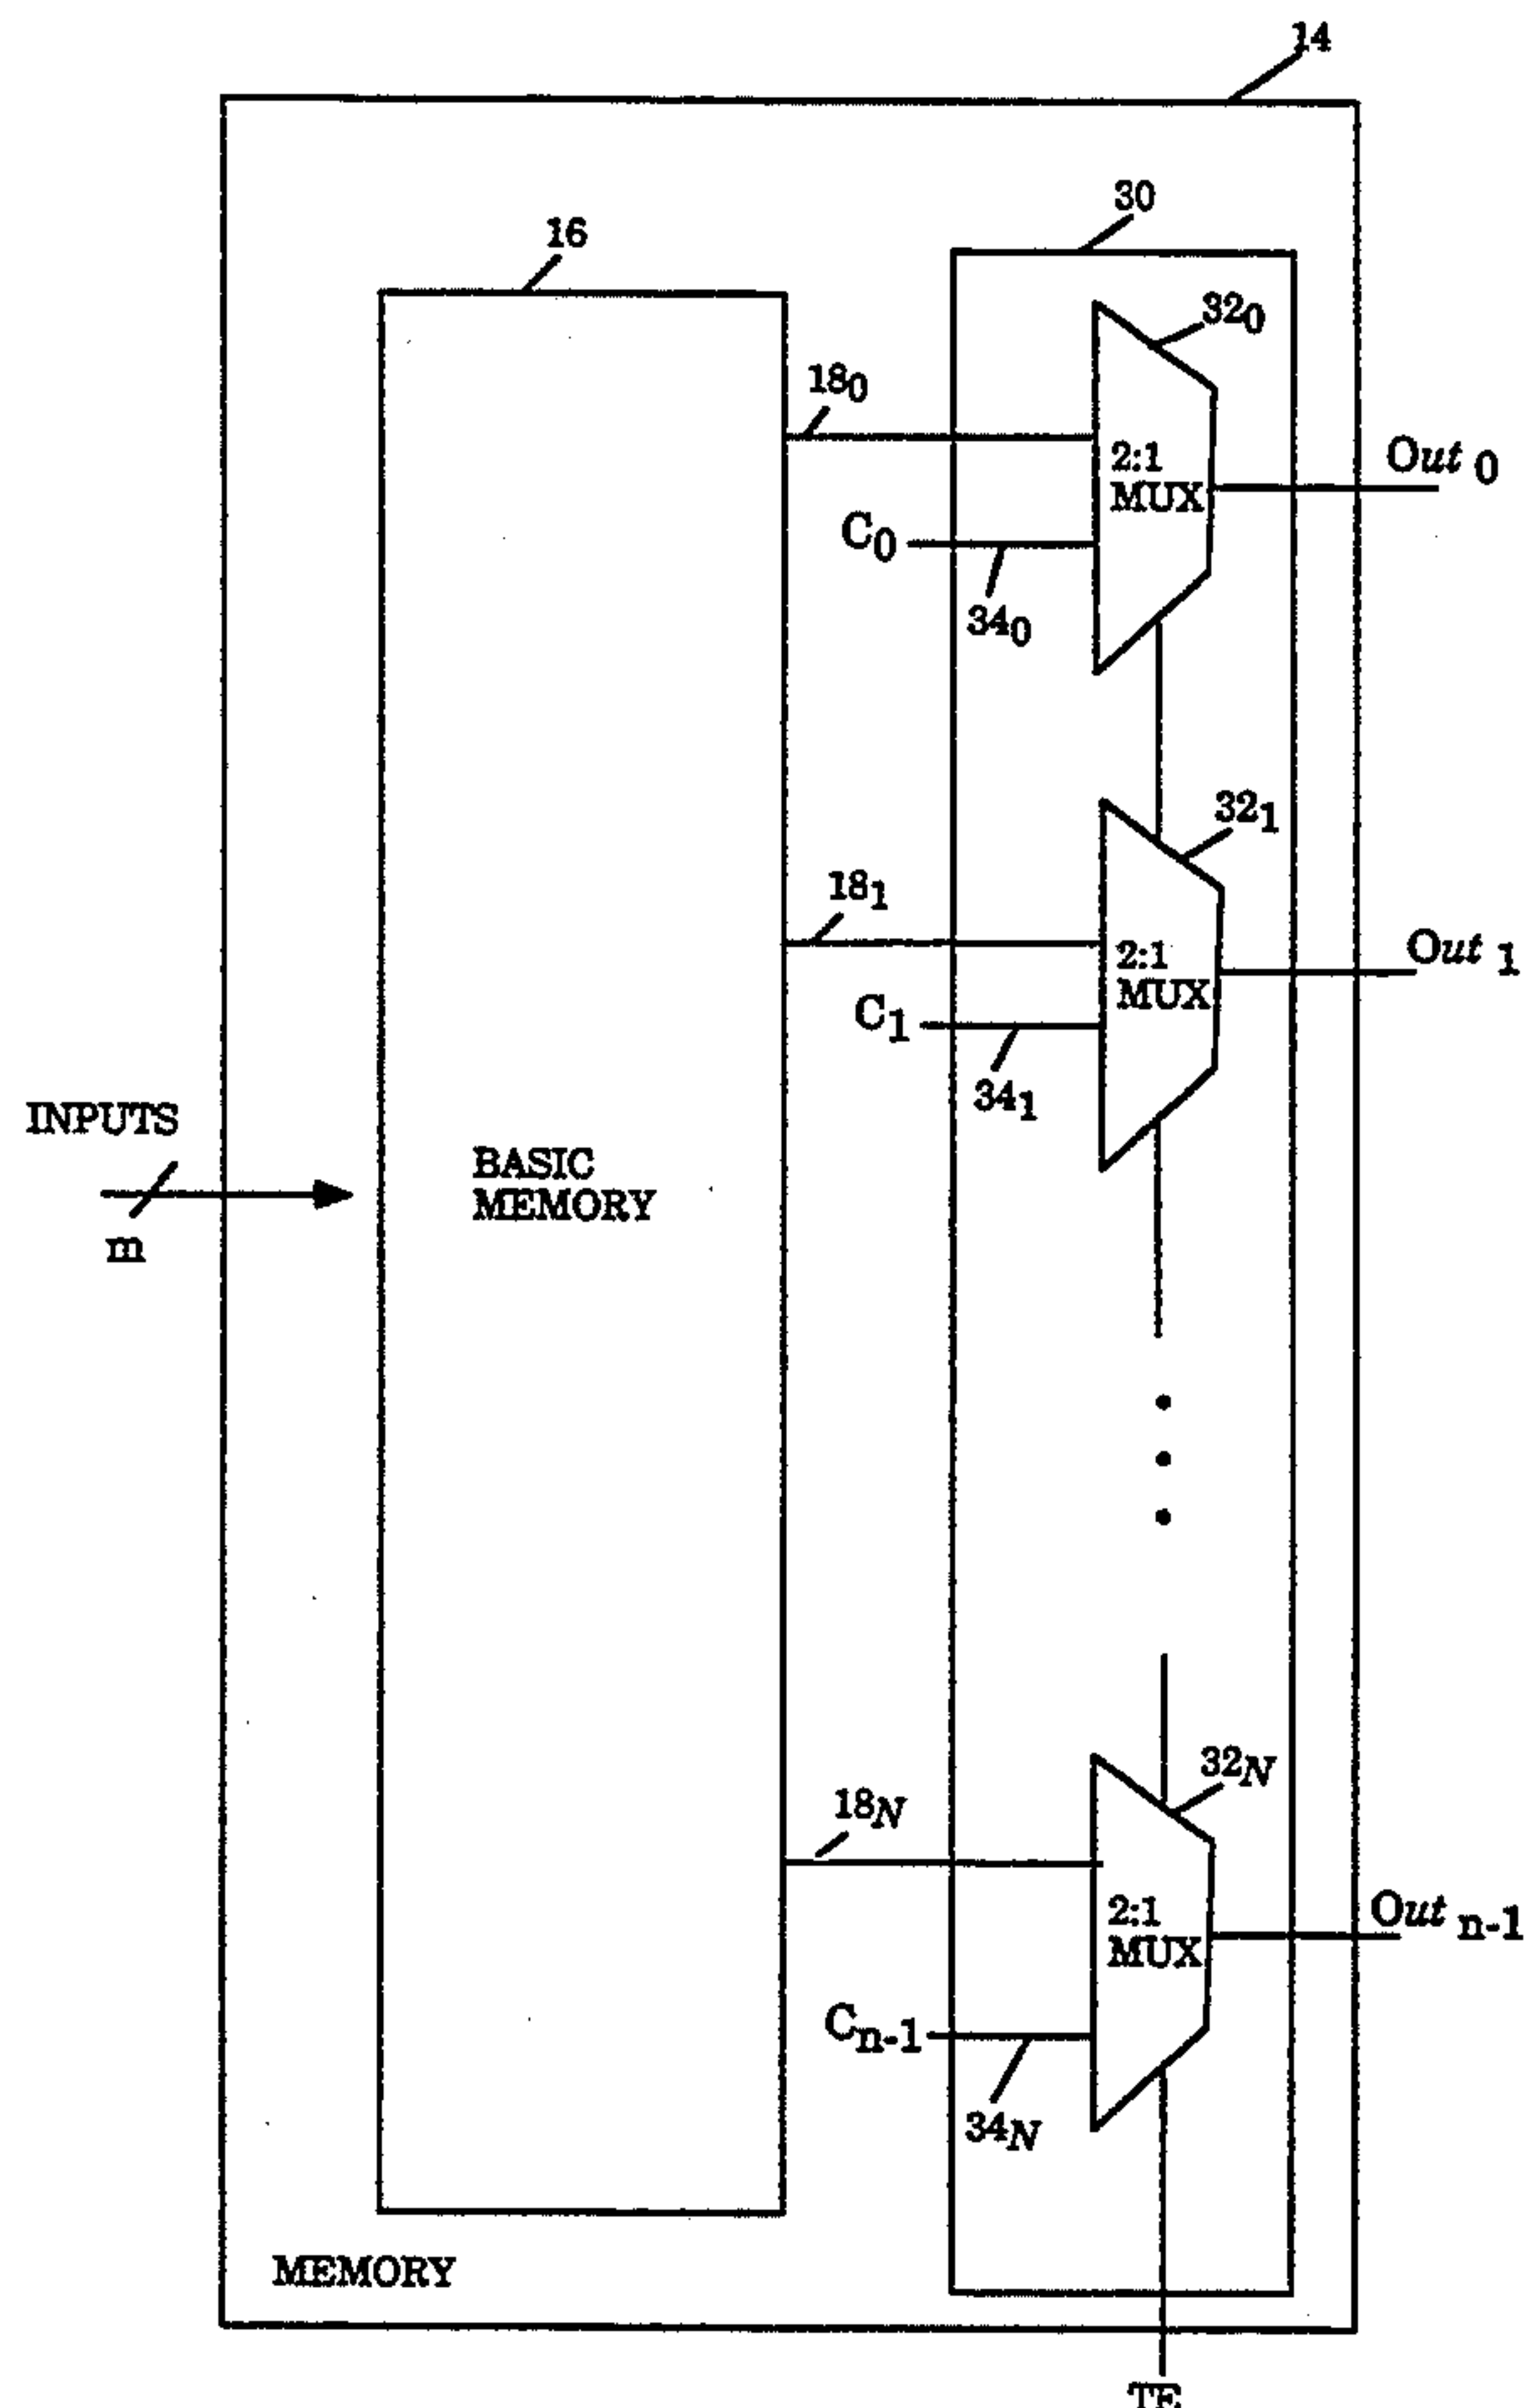 14
30
16
32₀
18₀
2:1
MUX
Out 0
C₀
34₀
32₁
18₁
2:1
MUX
Out 1
C₁
34₁
INPUTS
m
BASIC
MEMORY
32N
18N
2:1
MUX
Out n-1
Cn-1
34N
MEMORY
TE